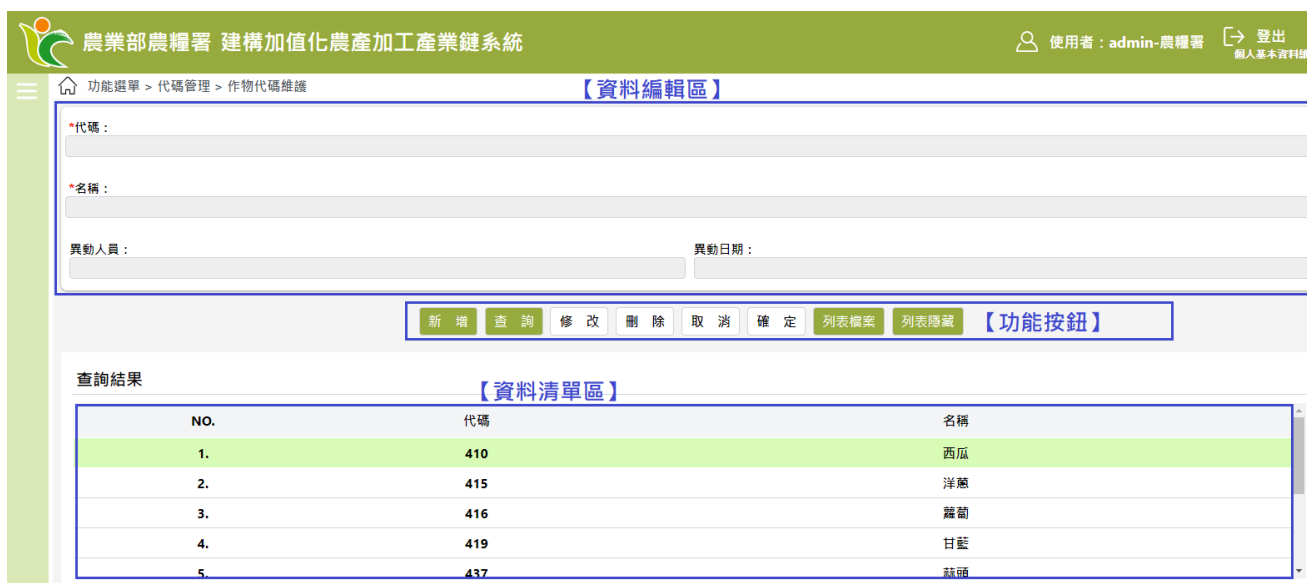 農業部農糧署 建構加值化農產加工產業鏈系統
使用者：admin-農糧署
登出
個人基本資料
功能選單 > 代碼管理 > 作物代碼維護
【資料編輯區】
*代碼：
*名稱：
異動人員： 異動日期：
新 增 查 詢 修 改 刪 除 取 消 確 定 列表檔案 列表隱藏 【功能按鈕】
查詢結果
【資料清單區】
NO. 代碼 名稱
1. 410 西瓜
2. 415 洋蔥
3. 416 蘿蔔
4. 419 甘藍
5. 437 蒜頭